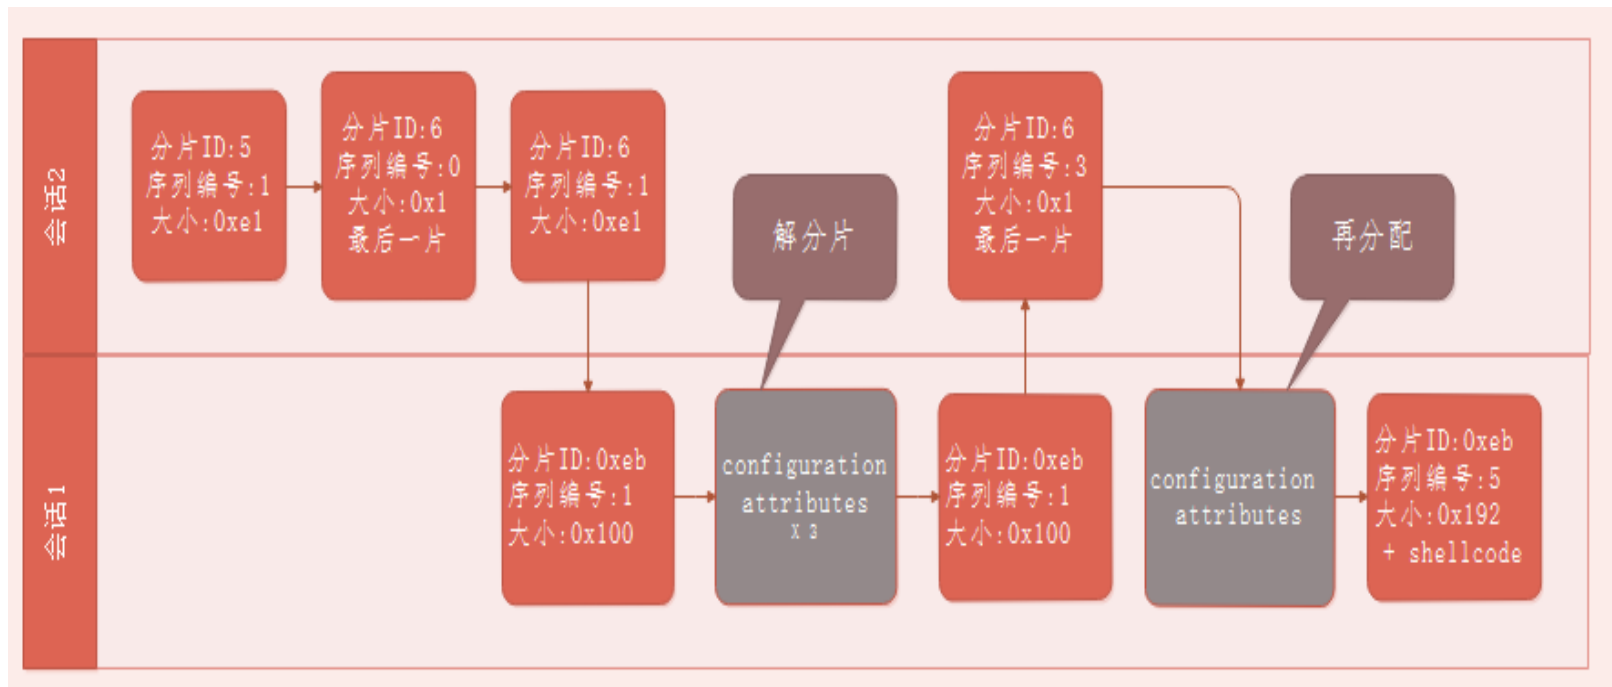 会话2
分片ID:5
序列编号:1
大小:0xe1
分片ID:6
序列编号:0
大小:0x1
最后一片
分片ID:6
序列编号:1
大小:0xe1
解分片
分片ID:6
序列编号:3
大小:0x1
最后一片
再分配
会话1
分片ID:0xeb
序列编号:1
大小:0x100
configuration
attributes
X 3
分片ID:0xeb
序列编号:1
大小:0x100
configuration
attributes
分片ID:0xeb
序列编号:5
大小:0x192
+ shellcode